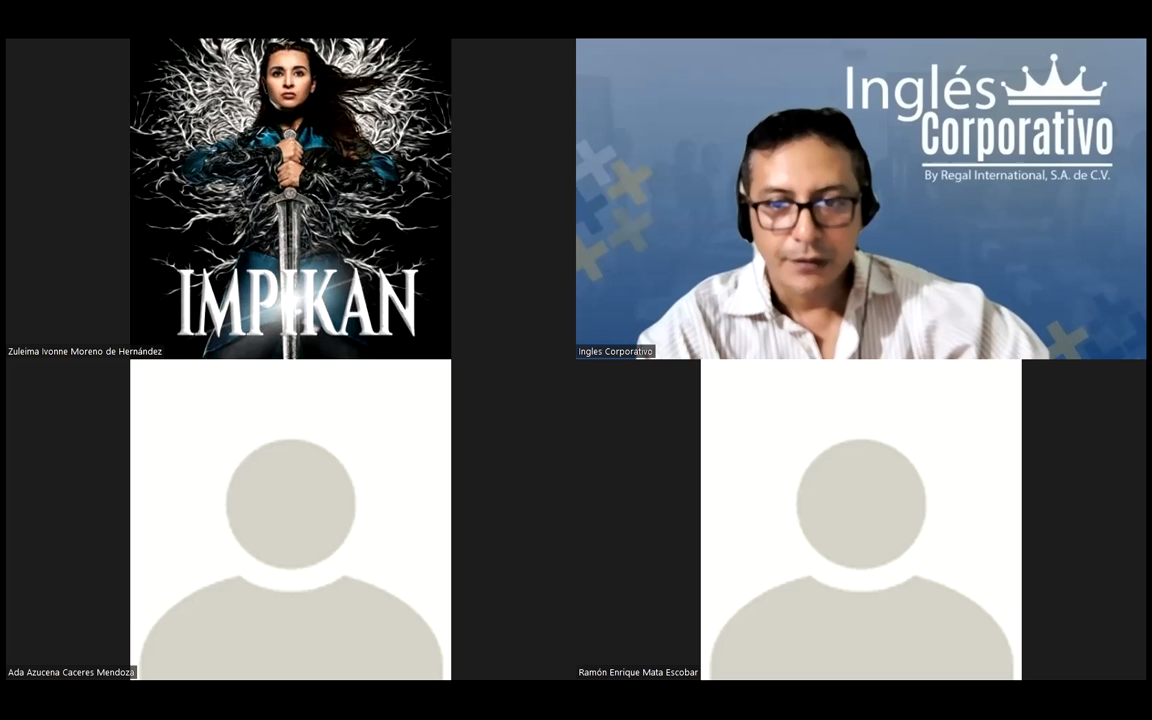 IMPIKAN
Zuleima Ivonne Moreno de Hernández
Inglés
Corporativo
By Regal International, S.A. de C.V.
Ingles Corporativo
Ada Azucena Caceres Mendoza
Ramón Enrique Mata Escobar